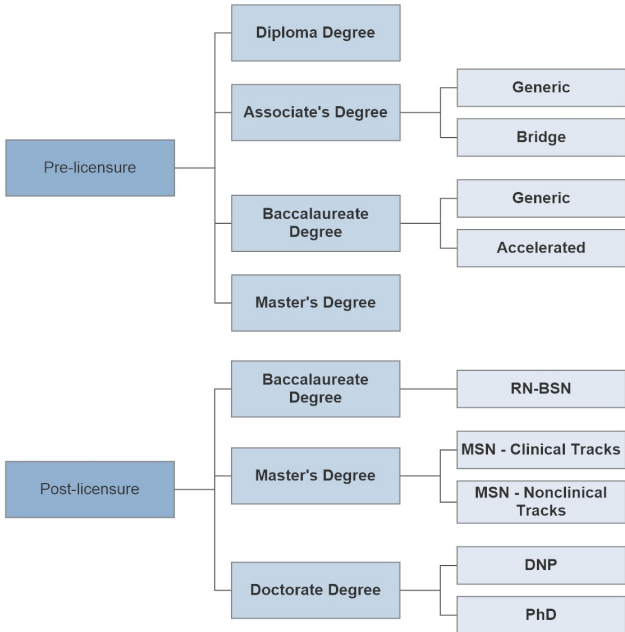 Pre-licensure
Diploma Degree
Associate's Degree
Generic
Bridge
Baccalaureate
Degree
Generic
Accelerated
Master's Degree
Post-licensure
Baccalaureate
Degree
RN-BSN
Master's Degree
MSN - Clinical Tracks
MSN - Nonclinical
Tracks
Doctorate Degree
DNP
PhD